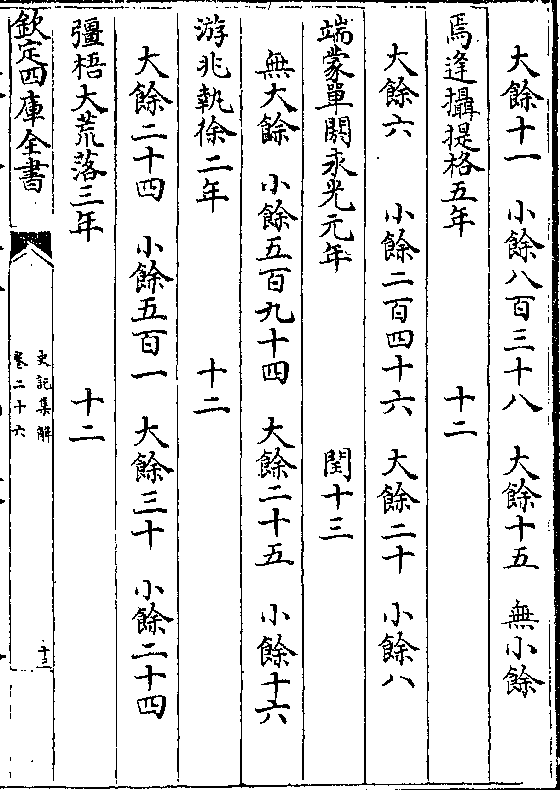 大餘十一　小餘八百三十八　大餘十五　無小餘
焉逢攝提格五年　十二
大餘六　小餘二百四十六　大餘二十　小餘八
端蒙單閼永光元年　閏十三
無大餘　小餘五百九十四　大餘二十五　小餘十六
游兆執徐二年　十二
大餘二十四　小餘五百一　大餘三十　小餘二十四
彊梧大荒落三年　十二
欽定四庫全書
史記集解
卷二十六
十三